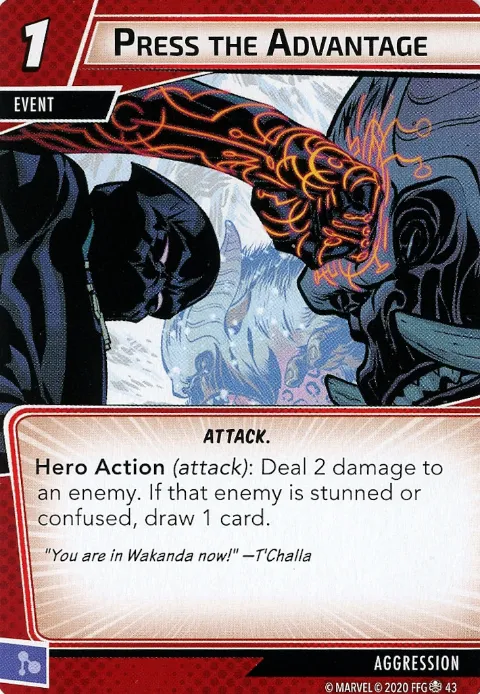 1
PRESS THE ADVANTAGE
EVENT
ATTACK.
Hero Action (attack): Deal 2 damage to
an enemy. If that enemy is stunned or
confused, draw 1 card.
"You are in Wakanda now!" —T'Challa
AGGRESSION
© MARVEL © 2020 FFG 43